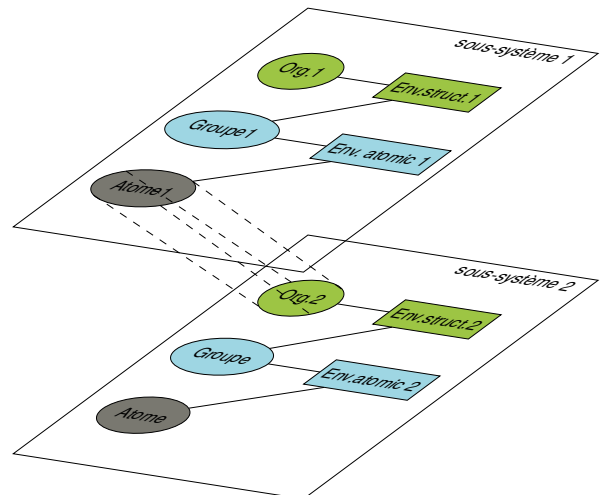 sous-système 1
Org.1
Env.struct.1
Groupe1
Env. atomic 1
Atome1
sous-système 2
Org.2
Env.struct.2
Groupe
Env.atomic 2
Atome